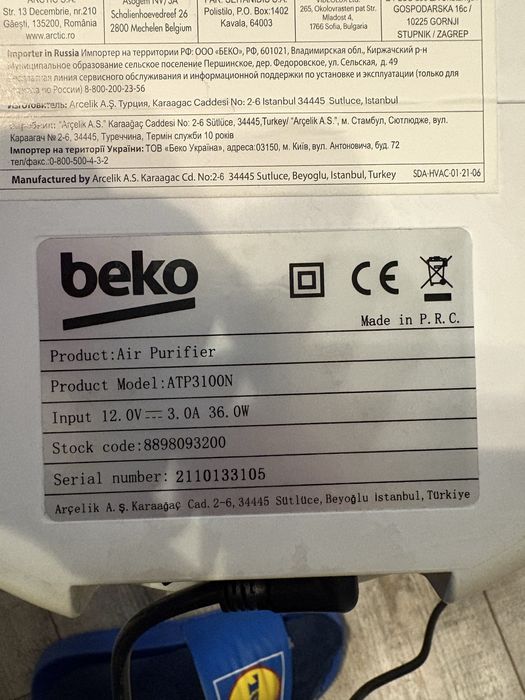 Str. 13 Decembrie, nr.210
Găești, 135200, România
www.arctic.ro
Schalienhoevedreef 26
2800 Mechelen Belgium
Polistilo, P.O. Box:1402
Kavala, 64003
265, Okolovrasten pat Str.
Mladost 4,
1766 Sofia, Bulgaria
GOSPODARSKA 16c /
10225 GORNJI
STUPNIK / ZAGREP
Importer in Russia Импортер на территории РФ: ООО «БЕКО», РФ, 601021, Владимирская обл., Киржачский р-н
Муниципальное образование сельское поселение Першинское, дер. Федоровское, ул. Сельская, д. 49
линия сервисного обслуживания и информационной поддержки по установке и эксплуатации (только для
России) 8-800-200-23-56
Изготовитель: Arcelik A.Ş. Турция, Karaagac Caddesi No: 2-6 Istanbul 34445 Sutluce, Istanbul
"Arçelik A.S." Karaağaç Caddesi No: 2-6 Sütlüce, 34445,Turkey/ "Arçelik A.S.", м. Стамбул, Сютлюдже, вул.
Караагач № 2-6, 34445, Туреччина, Термін служби 10 років
Імпортер на території України: ТОВ «Беко Україна», адреса:03150, м. Київ, вул. Антоновича, буд. 72
тел/факс.:0-800-500-4-3-2
Manufactured by Arcelik A.S. Karaagac Cd. No:2-6 34445 Sutluce, Beyoglu, Istanbul, Turkey SDA-HVAC-01-21-06
beko
CE
Made in P.R.C.
Product:Air Purifier
Product Model:ATP3100N
Input 12.0V⎓ 3.0A 36.0W
Stock code:8898093200
Serial number: 2110133105
Arçelik A.Ş. Karaağaç Cad. 2-6, 34445 Sütlüce, Beyoğlu İstanbul, Türkiye